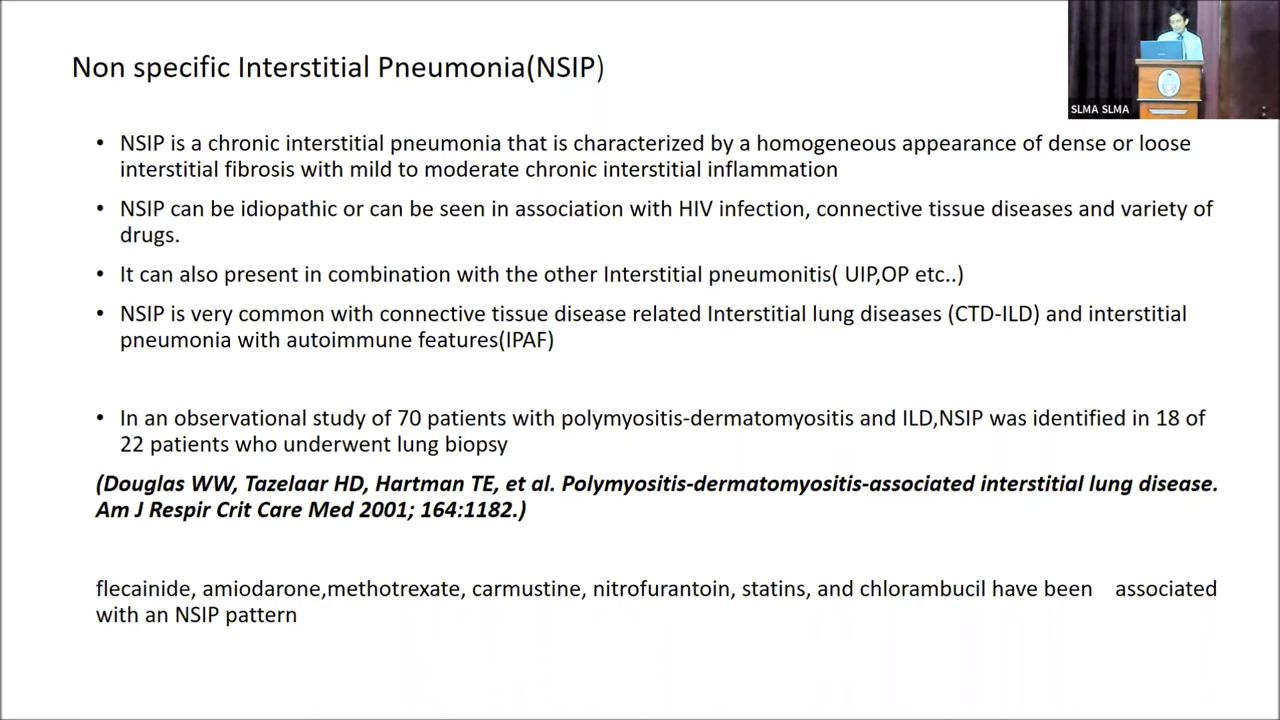 Non specific Interstitial Pneumonia(NSIP)
SLMA SLMA
• NSIP is a chronic interstitial pneumonia that is characterized by a homogeneous appearance of dense or loose
interstitial fibrosis with mild to moderate chronic interstitial inflammation
• NSIP can be idiopathic or can be seen in association with HIV infection, connective tissue diseases and variety of
drugs.
• It can also present in combination with the other Interstitial pneumonitis( UIP,OP etc..)
• NSIP is very common with connective tissue disease related Interstitial lung diseases (CTD-ILD) and interstitial
pneumonia with autoimmune features(IPAF)
• In an observational study of 70 patients with polymyositis-dermatomyositis and ILD,NSIP was identified in 18 of
22 patients who underwent lung biopsy
(Douglas WW, Tazelaar HD, Hartman TE, et al. Polymyositis-dermatomyositis-associated interstitial lung disease.
Am J Respir Crit Care Med 2001; 164:1182.)
flecainide, amiodarone,methotrexate, carmustine, nitrofurantoin, statins, and chlorambucil have been associated
with an NSIP pattern